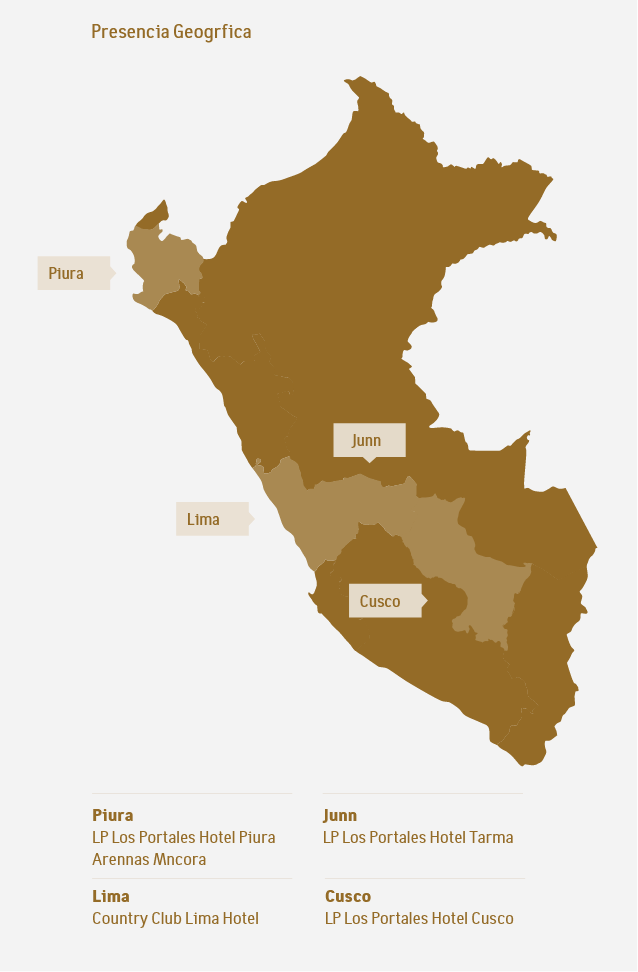 Presencia Geogrfica
Piura
Junn
Lima
Cusco
Piura
LP Los Portales Hotel Piura
Arennas Mncora
Junn
LP Los Portales Hotel Tarma
Lima
Country Club Lima Hotel
Cusco
LP Los Portales Hotel Cusco